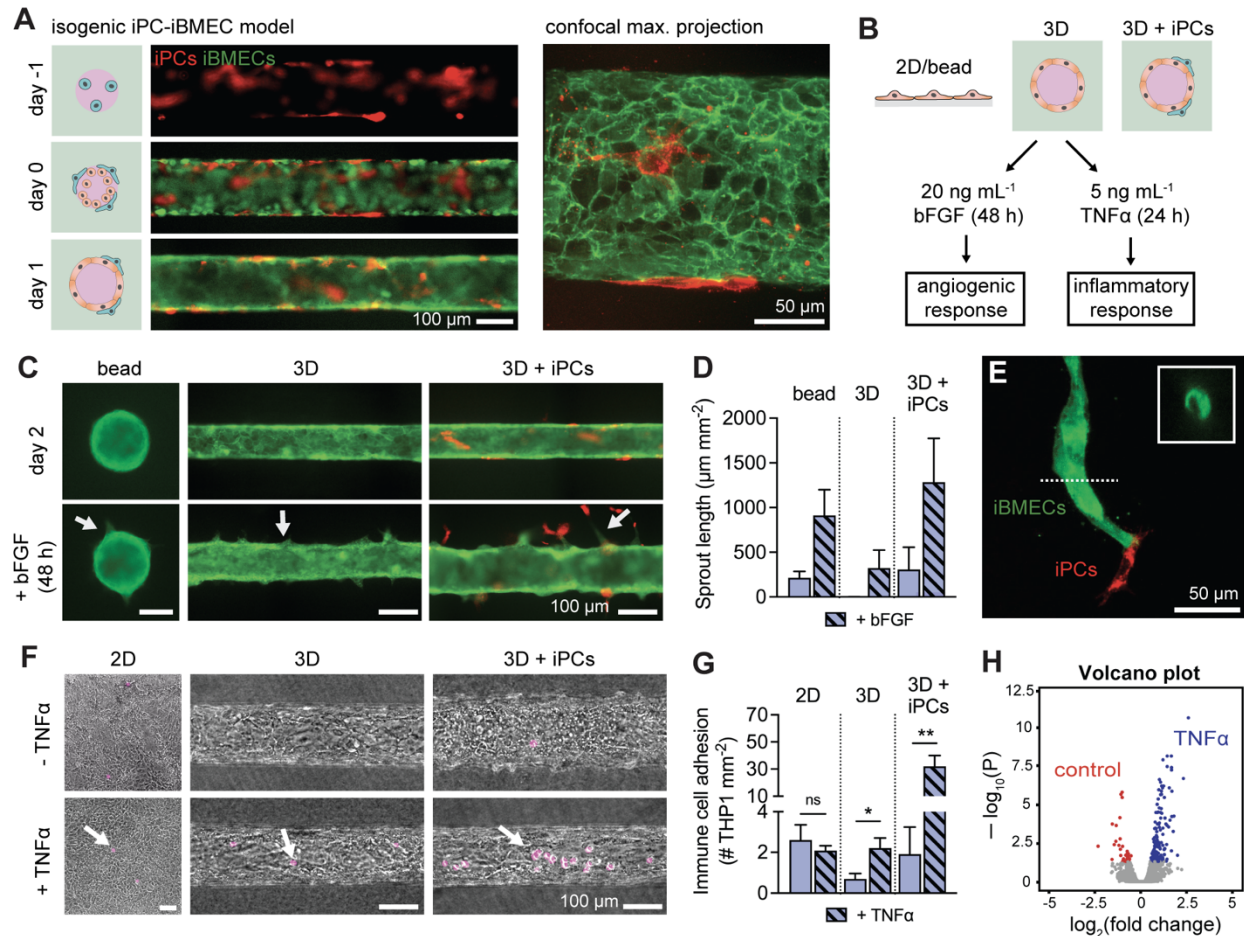 A
isogenic iPC-iBMEC model
confocal max. projection
day -1
iPCs iBMECs
day 0
day 1
100 µm
50 µm
B
2D/bead
3D
3D + iPCs
20 ng mL⁻¹
bFGF (48 h)
5 ng mL⁻¹
TNFα (24 h)
angiogenic
response
inflammatory
response
C
bead
3D
3D + iPCs
day 2
+ bFGF
(48 h)
100 µm
D
bead
3D
3D +
iPCs
Sprout length (µm mm⁻²)
2000
1500
1000
500
0
+ bFGF
E
iBMECs
iPCs
50 µm
F
2D
3D
3D + iPCs
- TNFα
+ TNFα
100 µm
G
2D
3D
3D +
iPCs
Immune cell adhesion
(# THP1 mm⁻²)
70
50
30
10
4
2
0
ns
*
**
+ TNFα
H
Volcano plot
12.5
10
7.5
5.0
2.5
0
— log₁₀(P)
control
TNFα
-5
-2.5
0
2.5
5
log₂(fold change)